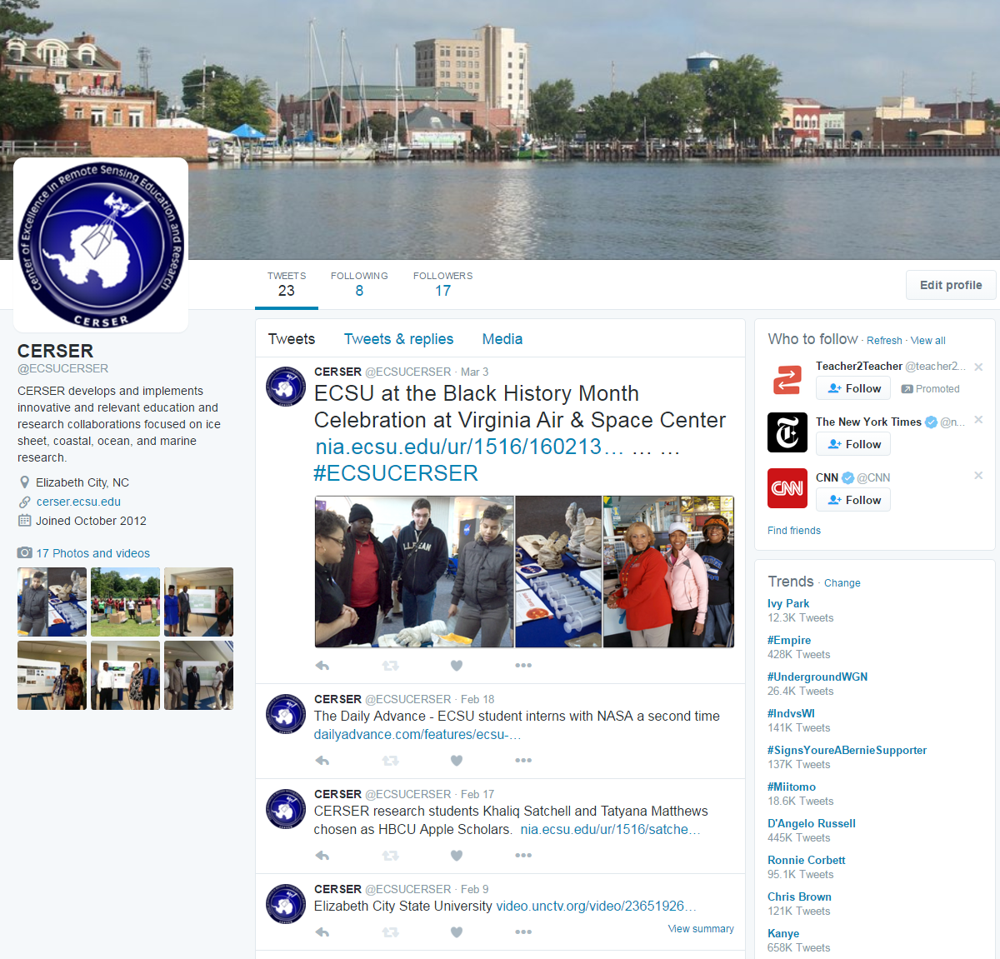 Center of Excellence in Remote Sensing Education and Research
CERSER
TWEETS
23
FOLLOWING
8
FOLLOWERS
17
Edit profile
CERSER
@ECSUCERSER
CERSER develops and implements
innovative and relevant education and
research collaborations focused on ice
sheet, coastal, ocean, and marine
research.
Elizabeth City, NC
cerser.ecsu.edu
Joined October 2012
17 Photos and videos
Tweets Tweets & replies Media
CERSER @ECSUCERSER · Mar 3
ECSU at the Black History Month
Celebration at Virginia Air & Space Center
nia.ecsu.edu/ur/1516/160213… … …
#ECSUCERSER
CERSER @ECSUCERSER · Feb 18
The Daily Advance - ECSU student interns with NASA a second time
dailyadvance.com/features/ecsu-…
CERSER @ECSUCERSER · Feb 17
CERSER research students Khaliq Satchell and Tatyana Matthews
chosen as HBCU Apple Scholars. nia.ecsu.edu/ur/1516/satche…
CERSER @ECSUCERSER · Feb 9
Elizabeth City State University video.unctv.org/video/23651926…
View summary
Who to follow · Refresh · View all
Teacher2Teacher @teacher2...
Follow Promoted
The New York Times @n...
Follow
CNN
CNN @CNN
Follow
Find friends
Trends · Change
Ivy Park
12.3K Tweets
#Empire
428K Tweets
#UndergroundWGN
26.4K Tweets
#IndvsWI
141K Tweets
#SignsYoureABernieSupporter
137K Tweets
#Miitomo
18.6K Tweets
D'Angelo Russell
445K Tweets
Ronnie Corbett
95.1K Tweets
Chris Brown
121K Tweets
Kanye
658K Tweets